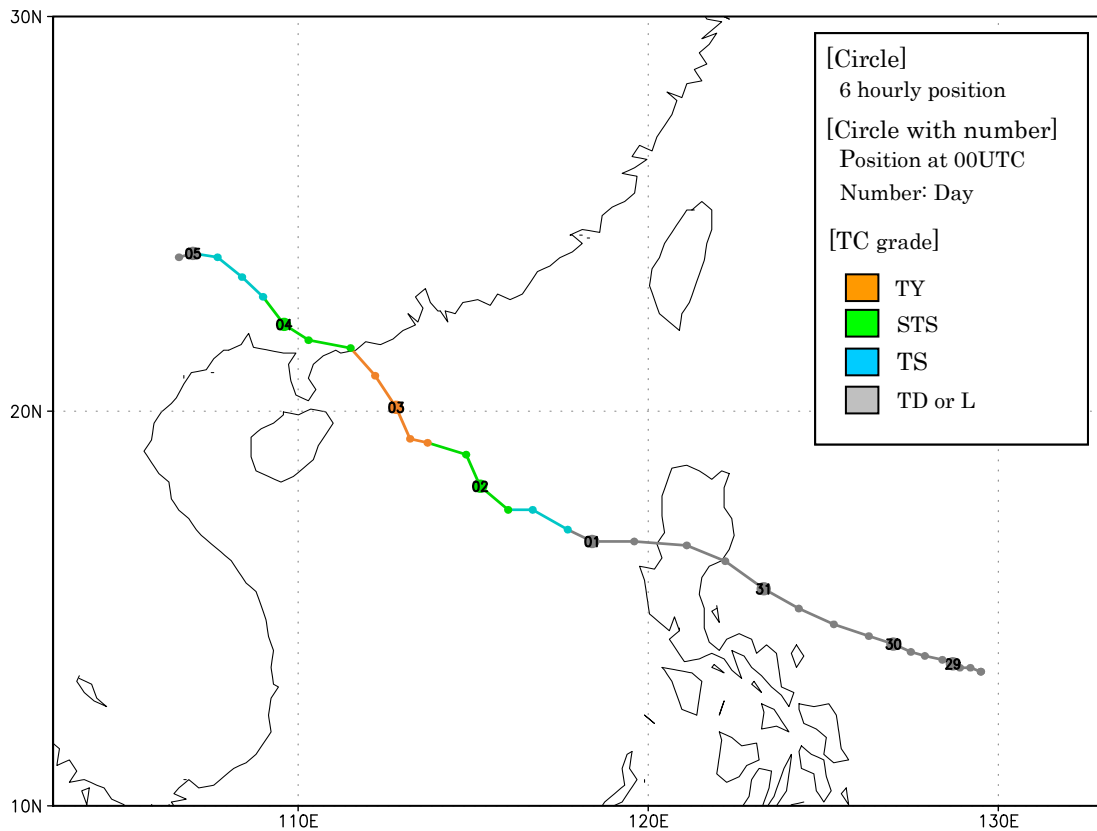 30N
20N
10N
110E
120E
130E
[Circle]
6 hourly position
[Circle with number]
Position at 00UTC
Number: Day
[TC grade]
TY
STS
TS
TD or L
05
04
03
02
01
31
30
29